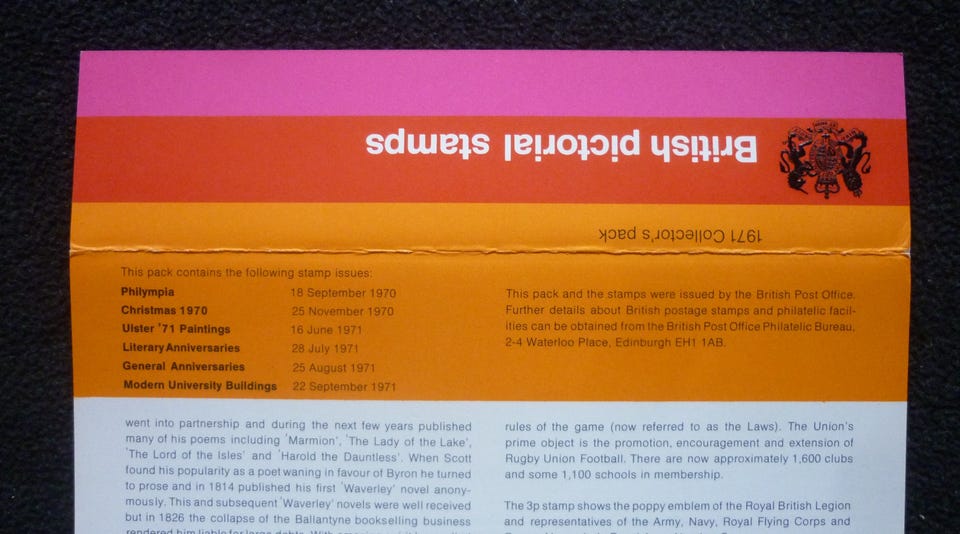 British pictorial stamps
1971 Collector's pack
This pack contains the following stamp issues:
Philympia 18 September 1970
Christmas 1970 25 November 1970
Ulster '71 Paintings 16 June 1971
Literary Anniversaries 28 July 1971
General Anniversaries 25 August 1971
Modern University Buildings 22 September 1971
This pack and the stamps were issued by the British Post Office.
Further details about British postage stamps and philatelic facil-
ities can be obtained from the British Post Office Philatelic Bureau,
2-4 Waterloo Place, Edinburgh EH1 1AB.
went into partnership and during the next few years published
many of his poems including 'Marmion', 'The Lady of the Lake',
'The Lord of the Isles' and 'Harold the Dauntless'. When Scott
found his popularity as a poet waning in favour of Byron he turned
to prose and in 1814 published his first 'Waverley' novel anony-
mously. This and subsequent 'Waverley' novels were well received
but in 1826 the collapse of the Ballantyne bookselling business
rendered him liable for large debts. With
rules of the game (now referred to as the Laws). The Union's
prime object is the promotion, encouragement and extension of
Rugby Union Football. There are now approximately 1,600 clubs
and some 1,100 schools in membership.
The 3p stamp shows the poppy emblem of the Royal British Legion
and representatives of the Army, Navy, Royal Flying Corps and